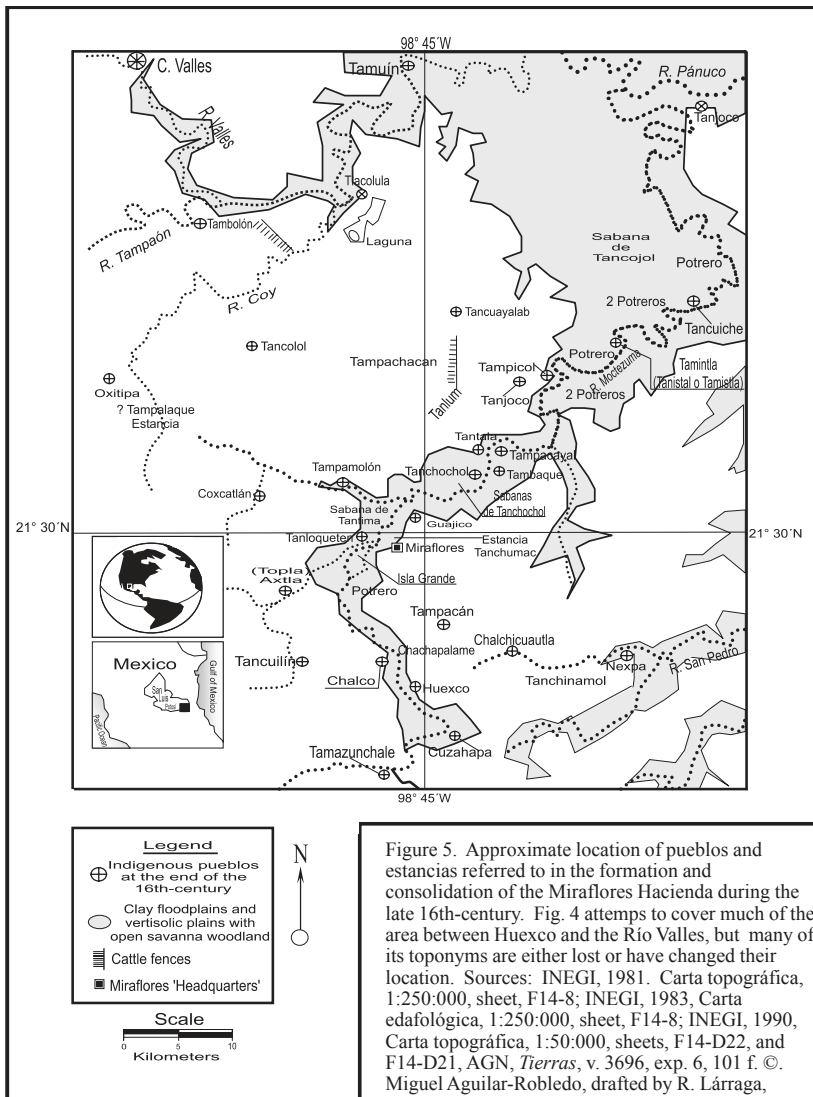 98° 45´W
C. Valles
Tamuín
R. Pánuco
Tanjoco
R. Valles
Tlacolula
Tambolón
Laguna
R. Tampaón
Sabana
de
Tancojol
Potrero
R. Coy
2 Potreros
Tancuiche
Tancuayalab
Tancolol
Tampachacan
Tanlum
Potrero
Tampicol
R. Moctezuma
Tamintla
(Tanistal o Tamistla)
Oxitipa
Tanjoco
2 Potreros
? Tampalaque
Estancia
Tantala
Tampacayal
Tampamolón
Tanchochol
Tambaque
Coxcatlán
Sabana de
Tantima
Sabanas
de Tanchochol
Guajico
21° 30´N
21° 30´N
Tanloqueten
Miraflores
Estancia
Tanchumac
Isla Grande
(Topla)
Axtla
Potrero
Tampacán
Chalchicuautla
Chachapalame
Tancuilín
Chalco
Nexpa
R. San Pedro
Tanchinamol
Huexco
Cuzahapa
Tamazunchale
98° 45´W
Mexico
San
Luis
Potosí
Gulf of Mexico
Pacific Ocean
Legend
Indigenous pueblos
at the end of the
16th-century
Clay floodplains and
vertisolic plains with
open savanna woodland
Cattle fences
Miraflores 'Headquarters'
N
Scale
0 5 10
Kilometers
Figure 5. Approximate location of pueblos and
estancias referred to in the formation and
consolidation of the Miraflores Hacienda during the
late 16th-century. Fig. 4 attemps to cover much of the
area between Huexco and the Río Valles, but many of
its toponyms are either lost or have changed their
location. Sources: INEGI, 1981. Carta topográfica,
1:250:000, sheet, F14-8; INEGI, 1983, Carta
edafológica, 1:250:000, sheet, F14-8; INEGI, 1990,
Carta topográfica, 1:50:000, sheets, F14-D22, and
F14-D21, AGN, Tierras, v. 3696, exp. 6, 101 f. ©.
Miguel Aguilar-Robledo, drafted by R. Lárraga,